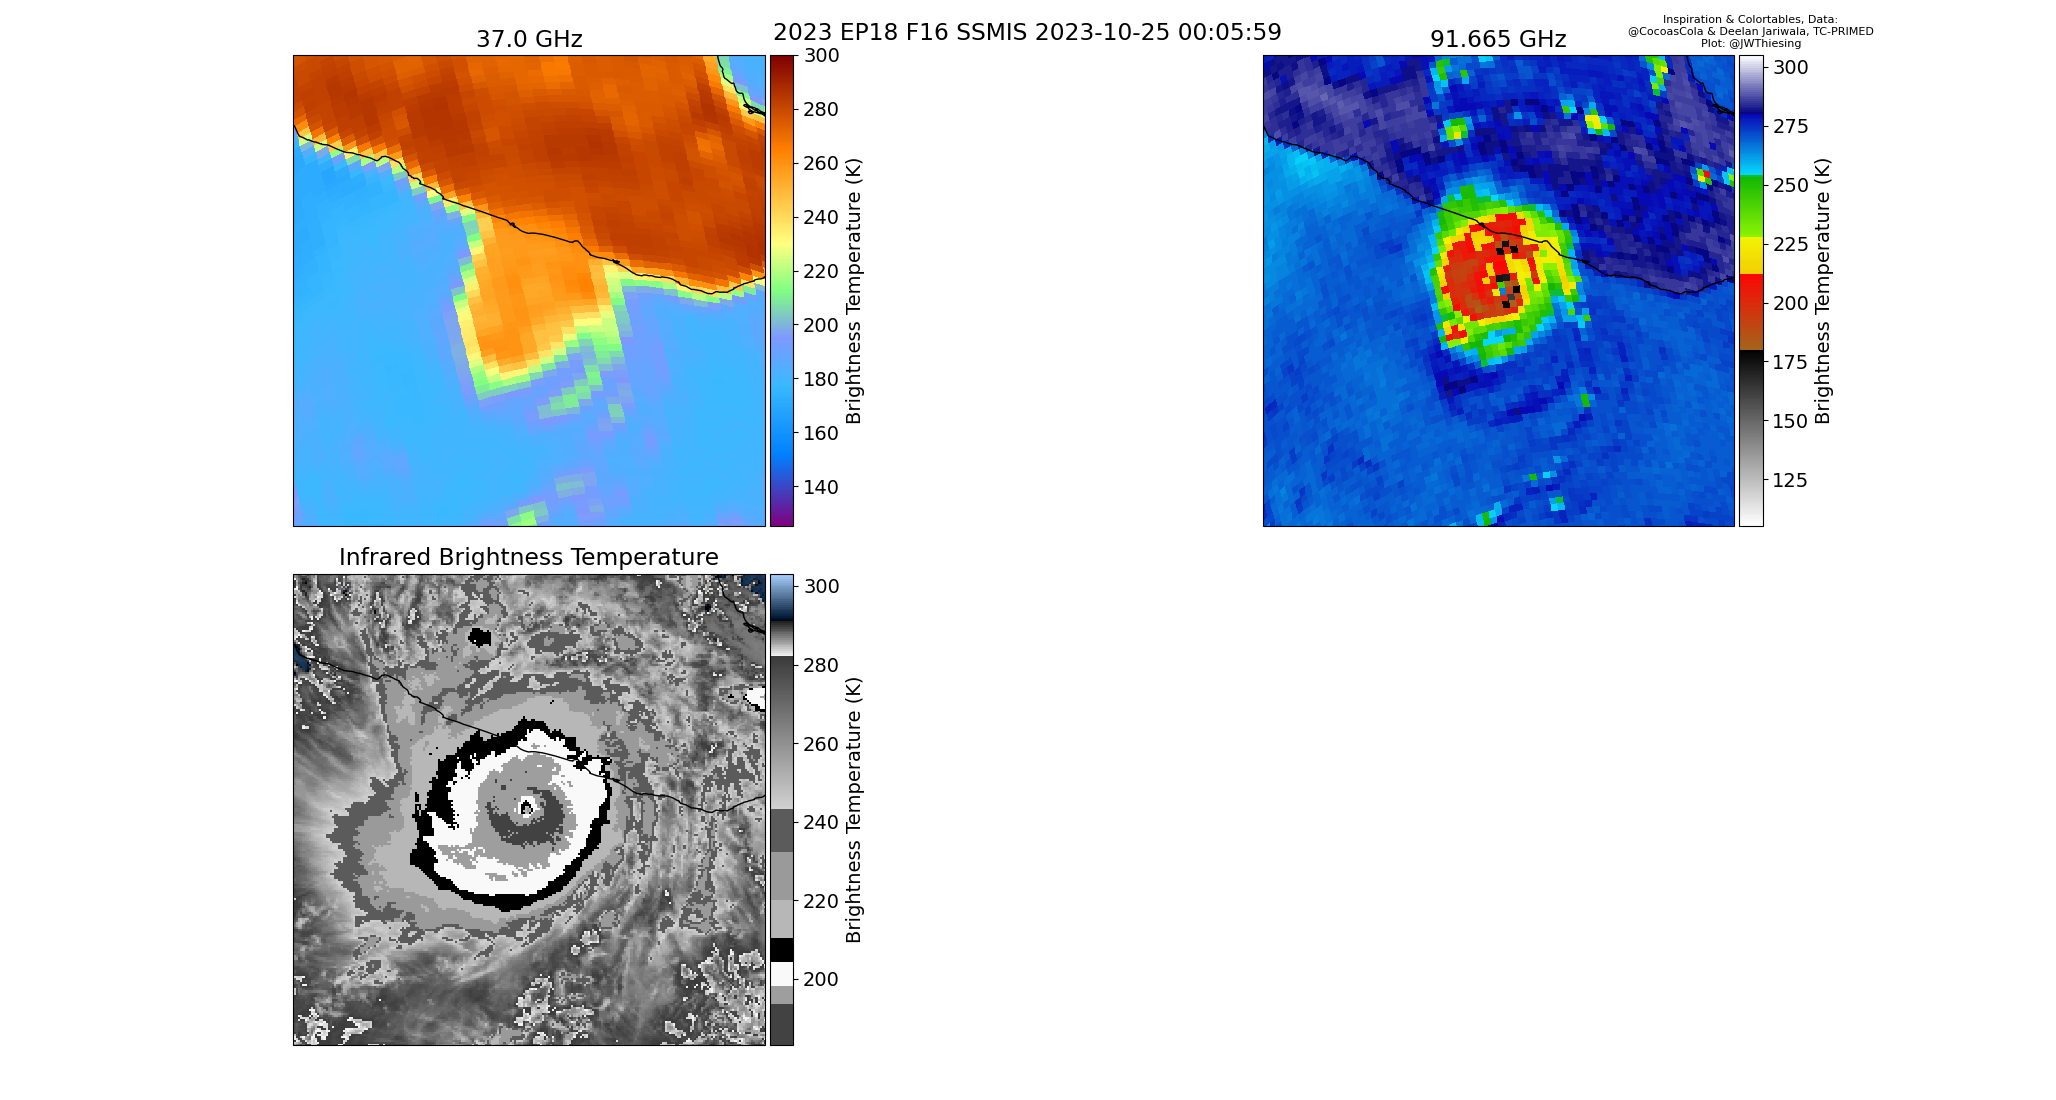 2023 EP18 F16 SSMIS 2023-10-25 00:05:59
Inspiration & Colortables, Data:
@CocoasCola & Deelan Jariwala, TC-PRIMED
Plot: @JWThiesing
37.0 GHz
300
280
260
240
220
200
180
160
140
Brightness Temperature (K)
91.665 GHz
300
275
250
225
200
175
150
125
Brightness Temperature (K)
Infrared Brightness Temperature
300
280
260
240
220
200
Brightness Temperature (K)